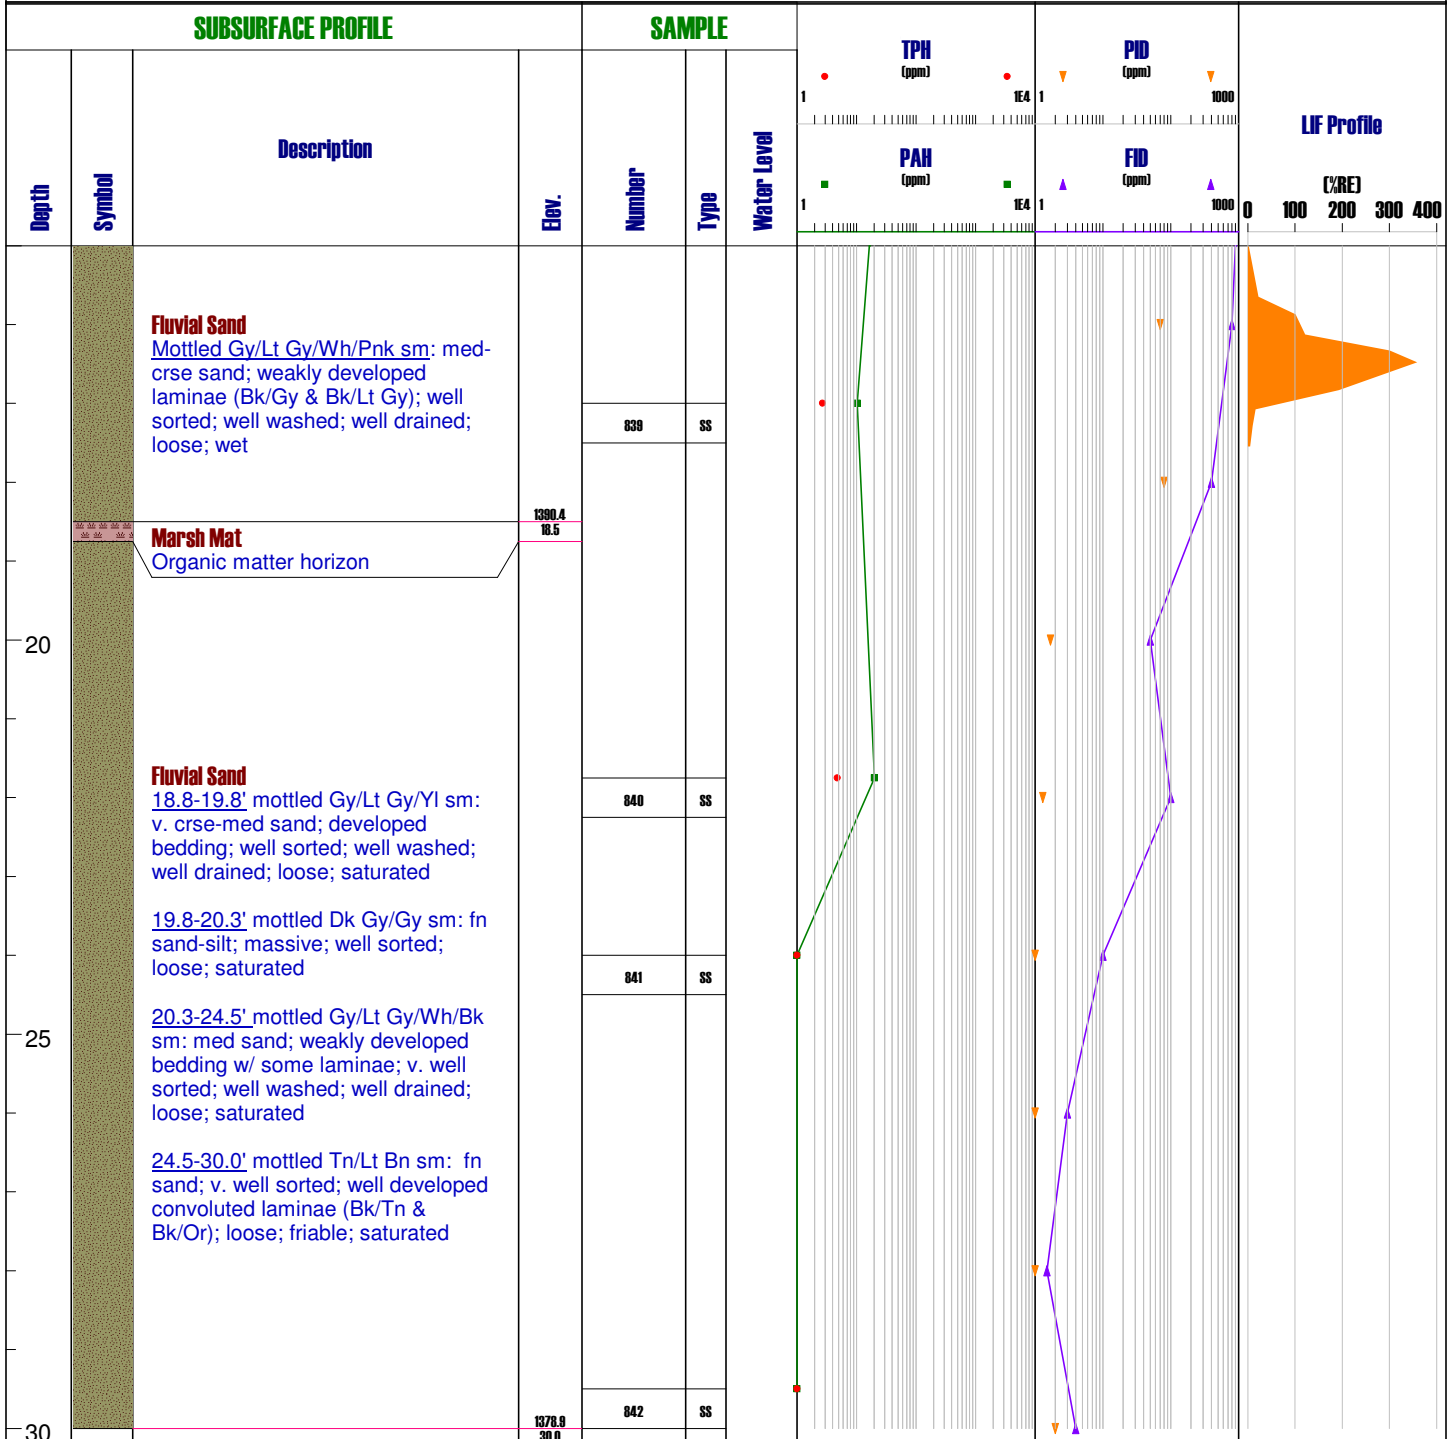 SUBSURFACE PROFILE
SAMPLE
Depth
Symbol
Description
Elev.
Number
Type
Water Level
TPH
(ppm)
1 1E4
PAH
(ppm)
1 1E4
PID
(ppm)
1 1000
FID
(ppm)
1 1000
LIF Profile
(%RE)
0 100 200 300 400
Fluvial Sand
Mottled Gy/Lt Gy/Wh/Pnk sm: med-
crse sand; weakly developed
laminae (Bk/Gy & Bk/Lt Gy); well
sorted; well washed; well drained;
loose; wet
839 SS
1390.4
18.5
Marsh Mat
Organic matter horizon
20
Fluvial Sand
18.8-19.8' mottled Gy/Lt Gy/Yl sm:
v. crse-med sand; developed
bedding; well sorted; well washed;
well drained; loose; saturated
840 SS
19.8-20.3' mottled Dk Gy/Gy sm: fn
sand-silt; massive; well sorted;
loose; saturated
841 SS
25
20.3-24.5' mottled Gy/Lt Gy/Wh/Bk
sm: med sand; weakly developed
bedding w/ some laminae; v. well
sorted; well washed; well drained;
loose; saturated
24.5-30.0' mottled Tn/Lt Bn sm: fn
sand; v. well sorted; well developed
convoluted laminae (Bk/Tn &
Bk/Or); loose; friable; saturated
842 SS
1378.9
30.0
30